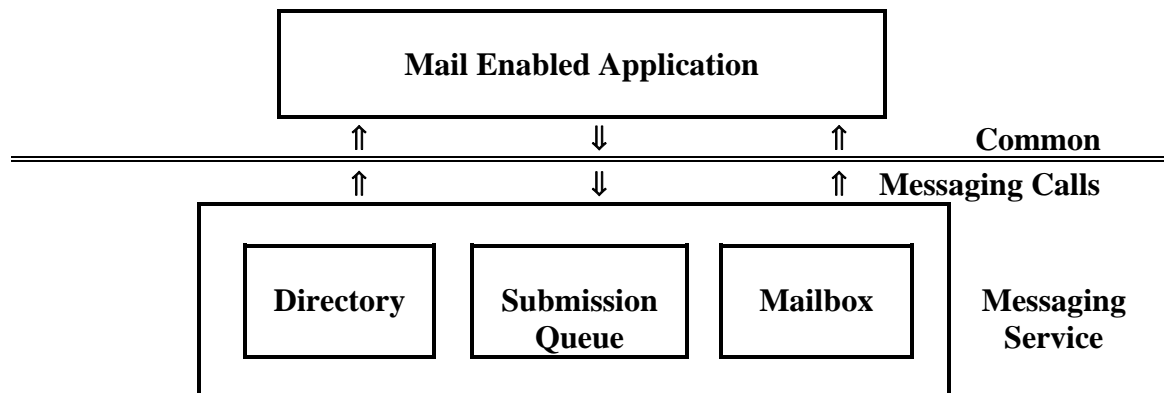 Mail Enabled Application
⇑ ⇓ ⇑ Common
⇑ ⇓ ⇑ Messaging Calls
Directory Submission Mailbox Messaging
Queue Service